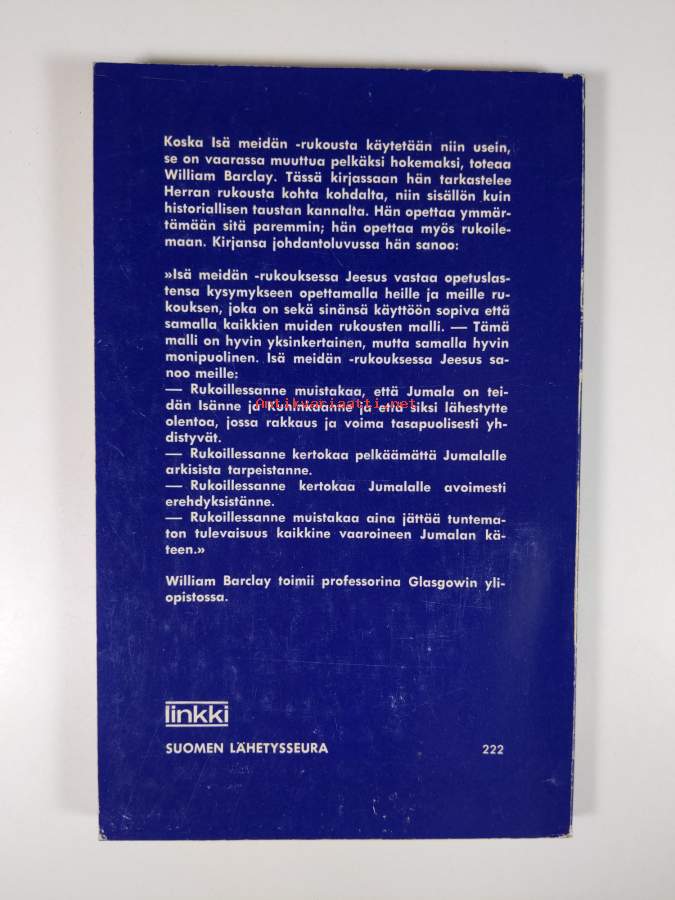 Koska Isä meidän -rukousta käytetään niin usein,
se on vaarassa muuttua pelkäksi hokemaksi, toteaa
William Barclay. Tässä kirjassaan hän tarkastelee
Herran rukousta kohta kohdalta, niin sisällön kuin
historiallisen taustan kannalta. Hän opettaa ymmär-
tämään sitä paremmin; hän opettaa myös rukoile-
maan. Kirjansa johdantoluvussa hän sanoo:
»Isä meidän -rukouksessa Jeesus vastaa opetuslas-
tensa kysymykseen opettamalla heille ja meille ru-
kouksen, joka on sekä sinänsä käyttöön sopiva että
samalla kaikkien muiden rukousten malli. — Tämä
malli on hyvin yksinkertainen, mutta samalla hyvin
monipuolinen. Isä meidän -rukouksessa Jeesus sa-
noo meille:
— Rukoillessanne muistakaa, että Jumala on tei-
dän Isänne ja Kuninkaanne ja että siksi lähestytte
Antikvariaatti.net
olentoa, jossa rakkaus ja voima tasapuolisesti yh-
distyvät.
— Rukoillessanne kertokaa pelkäämättä Jumalalle
arkisista tarpeistanne.
— Rukoillessanne kertokaa Jumalalle avoimesti
erehdyksistänne.
— Rukoillessanne muistakaa aina jättää tuntema-
ton tulevaisuus kaikkine vaaroineen Jumalan kä-
teen.»
William Barclay toimii professorina Glasgowin yli-
opistossa.
linkki
SUOMEN LÄHETYSSEURA 222